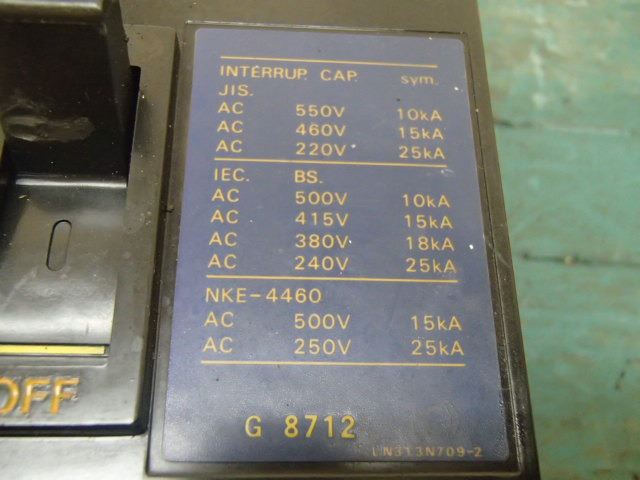 INTERRUP. CAP. sym.
JIS.
AC 550V 10kA
AC 460V 15kA
AC 220V 25kA
IEC. BS.
AC 500V 10kA
AC 415V 15kA
AC 380V 18kA
AC 240V 25kA
NKE-4460
AC 500V 15kA
AC 250V 25kA
OFF
G 8712
LN313N709-2